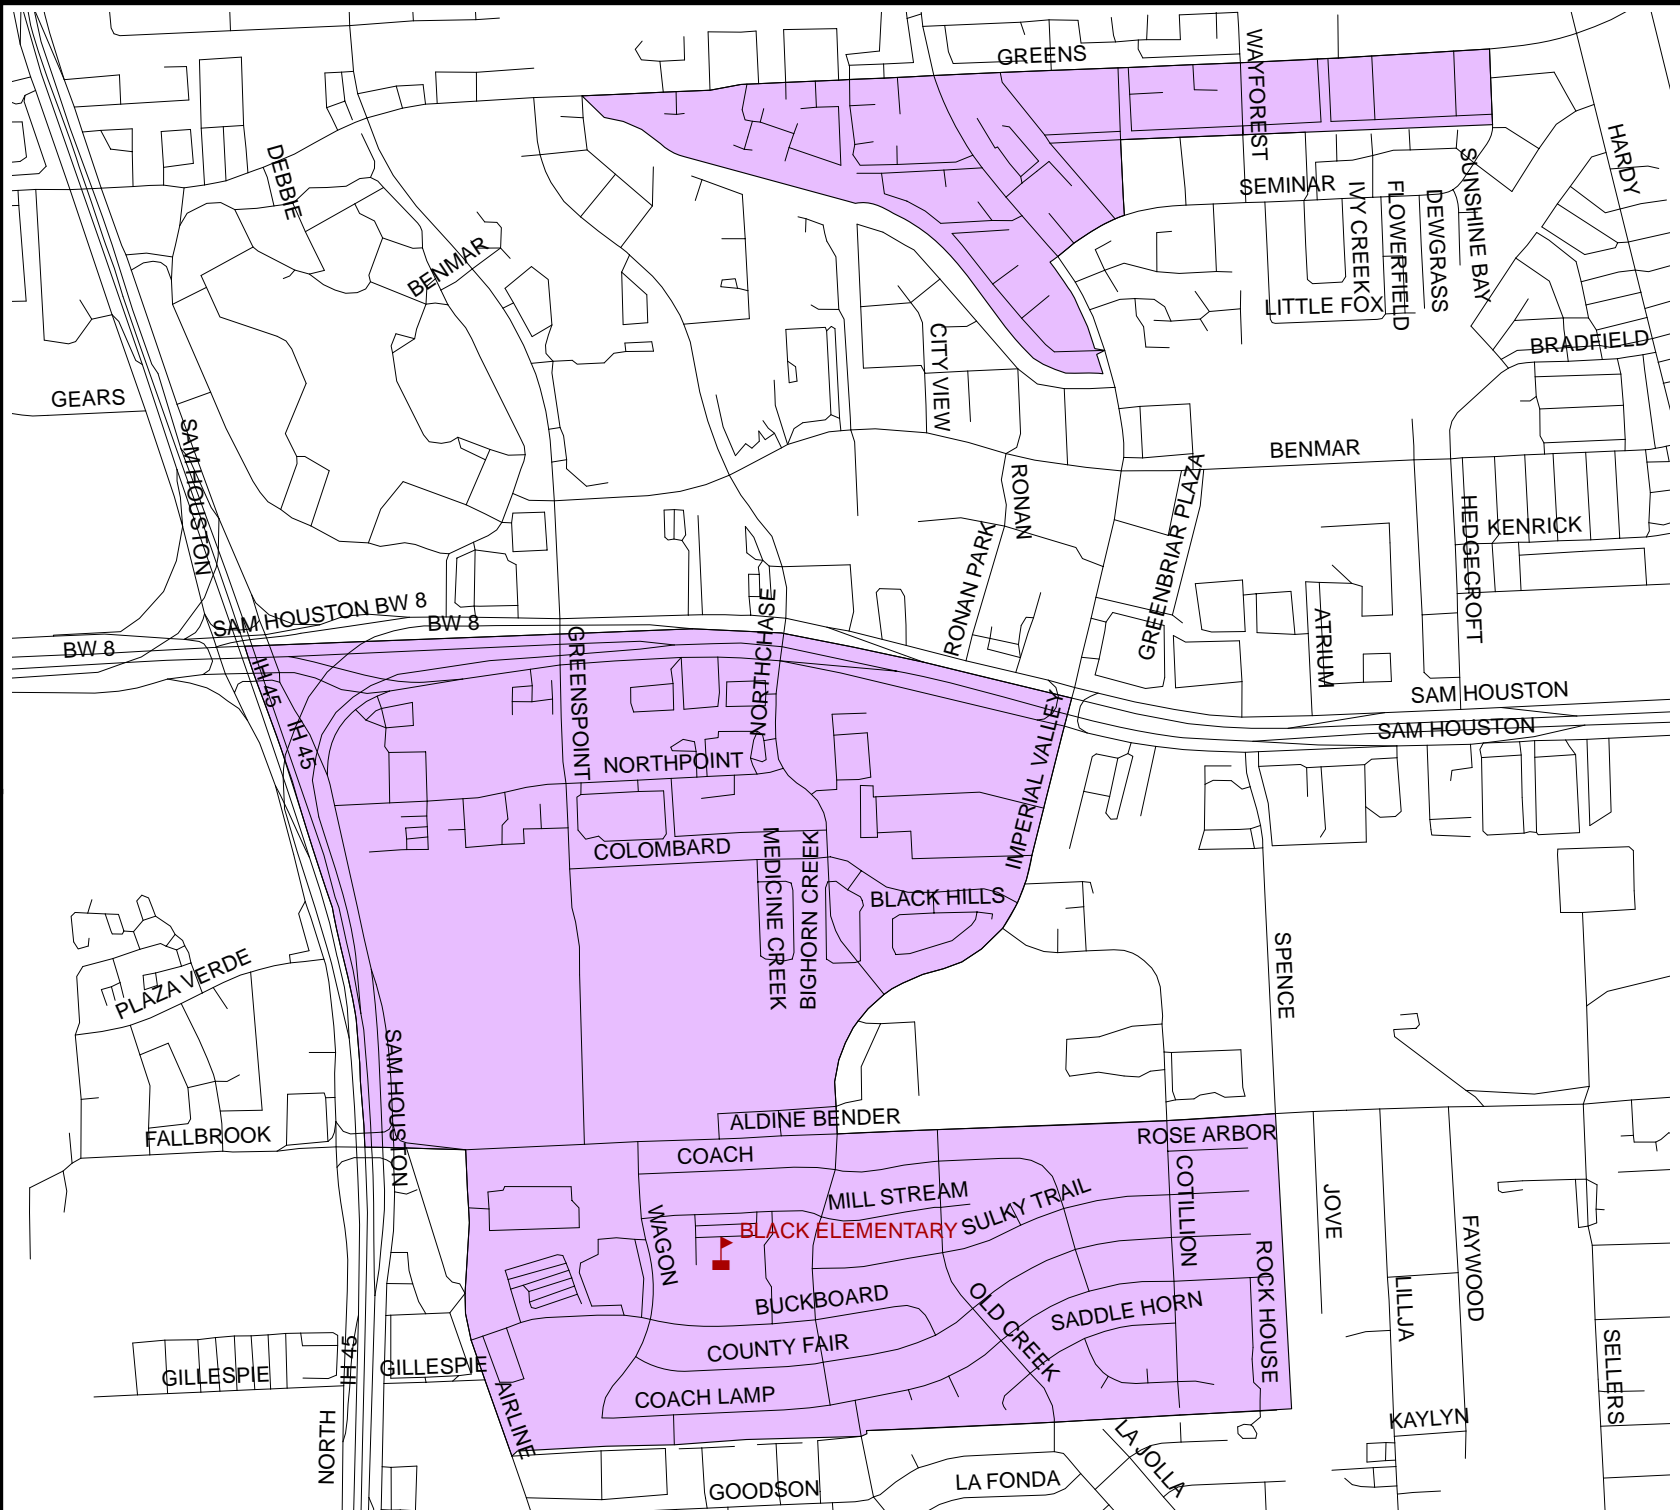 GREENS
WAYFOREST
HARDY
DEBBIE
SUNSHINE BAY
SEMINAR
IVY CREEK
FLOWERFIELD
DEWGRASS
BENMAR
LITTLE FOX
CITY VIEW
BRADFIELD
GEARS
SAM HOUSTON
BENMAR
GREENBRIAR PLAZA
RONAN
HEDGECROFT
KENRICK
RONAN PARK
NORTHCHASE
SAM HOUSTON BW 8
BW 8
ATRIUM
BW 8
GREENSPOINT
IH 45
IH 45
SAM HOUSTON
SAM HOUSTON
IMPERIAL VALLEY
NORTHPOINT
COLOMBARD
MEDICINE CREEK
BIGHORN CREEK
BLACK HILLS
SPENCE
PLAZA VERDE
SAM HOUSTON
ALDINE BENDER
FALLBROOK
ROSE ARBOR
COACH
COTILLION
MILL STREAM
SULKY TRAIL
JOVE
WAGON
BLACK ELEMENTARY
FAYWOOD
ROCK HOUSE
LILLJA
BUCKBOARD
OLD CREEK
SADDLE HORN
COUNTY FAIR
SELLERS
GILLESPIE
IH 45
GILLESPIE
COACH LAMP
AIRLINE
KAYLYN
NORTH
LA JOLLA
GOODSON
LA FONDA